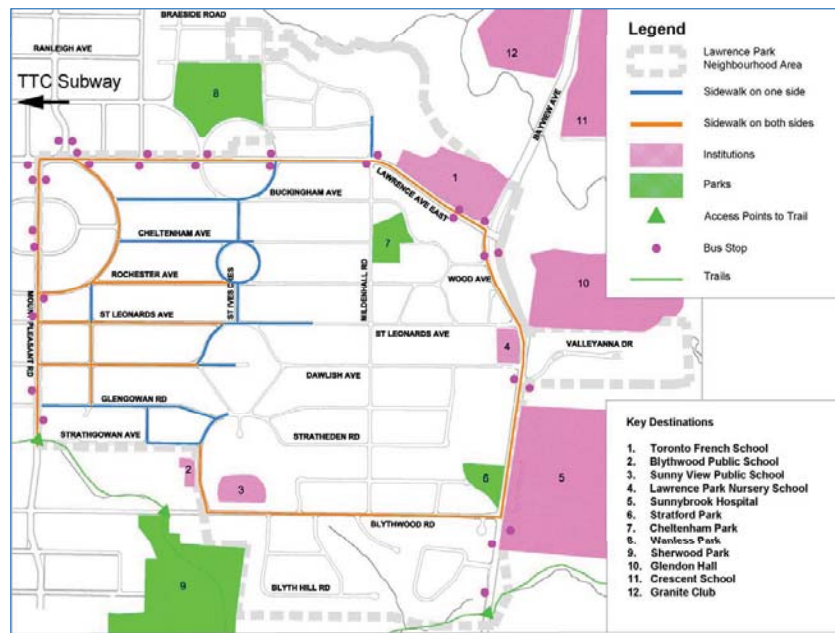 BRAESIDE ROAD
RANLEIGH AVE
TTC Subway
8
12
11
BAYVIEW AVE
1
LAWRENCE AVE EAST
BUCKINGHAM AVE
CHELTENHAM AVE
7
ROCHESTER AVE
ST IVES CRES
MILDENHALL RD
WOOD AVE
10
MOUNT PLEASANT RD
ST LEONARDS AVE
ST LEONARDS AVE
4
VALLEYANNA DR
DAWLISH AVE
GLENGOWAN RD
STRATHGOWAN AVE
STRATHEDEN RD
2
3
6
5
BLYTHWOOD RD
9
BLYTH HILL RD
Legend
Lawrence Park
Neighbourhood Area
Sidewalk on one side
Sidewalk on both sides
Institutions
Parks
Access Points to Trail
Bus Stop
Trails
Key Destinations
1. Toronto French School
2. Blythwood Public School
3. Sunny View Public School
4. Lawrence Park Nursery School
5. Sunnybrook Hospital
6. Stratford Park
7. Cheltenham Park
8. Wanless Park
9. Sherwood Park
10. Glendon Hall
11. Crescent School
12. Granite Club